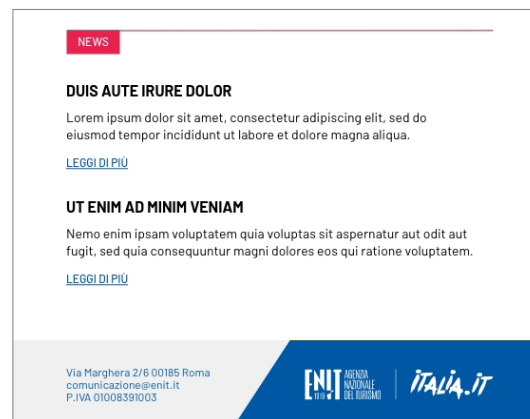 NEWS
DUIS AUTE IRURE DOLOR
Lorem ipsum dolor sit amet, consectetur adipiscing elit, sed do
eiusmod tempor incididunt ut labore et dolore magna aliqua.
LEGGI DI PIÙ
UT ENIM AD MINIM VENIAM
Nemo enim ipsam voluptatem quia voluptas sit aspernatur aut odit aut
fugit, sed quia consequuntur magni dolores eos qui ratione voluptatem.
LEGGI DI PIÙ
Via Marghera 2/6 00185 Roma
comunicazione@enit.it
P.IVA 01008391003
ENIT
1919
AGENZIA
NAZIONALE
DEL TURISMO
iTALiA.iT